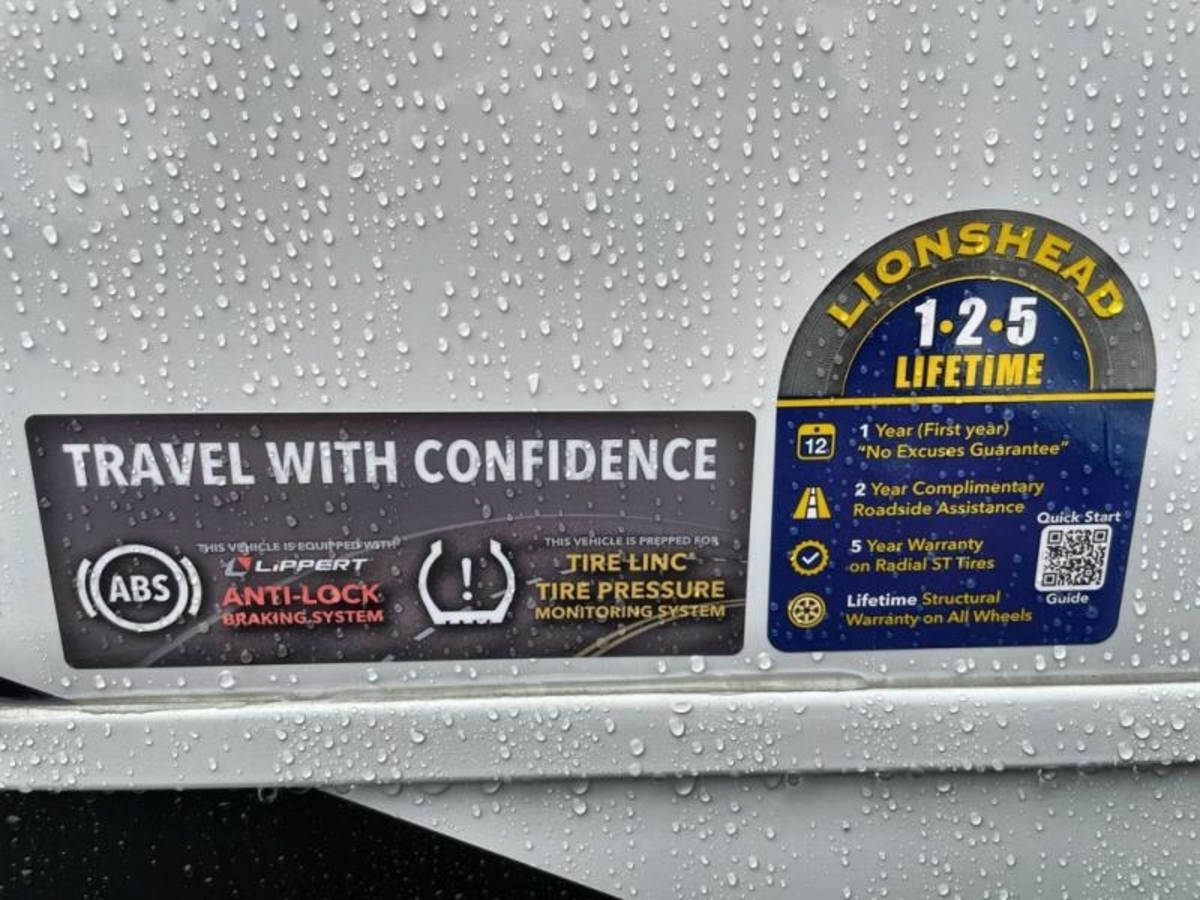 TRAVEL WITH CONFIDENCE
ABS
THIS VEHICLE IS EQUIPPED WITH
LIPPERT
ANTI-LOCK
BRAKING SYSTEM
!
THIS VEHICLE IS PREPPED FOR
TIRE LINC
TIRE PRESSURE
MONITORING SYSTEM
LIONSHEAD
1•2•5
LIFETIME
12
1 Year (First year)
"No Excuses Guarantee"
2 Year Complimentary
Roadside Assistance
5 Year Warranty
on Radial ST Tires
Lifetime Structural
Warranty on All Wheels
Quick Start
Guide